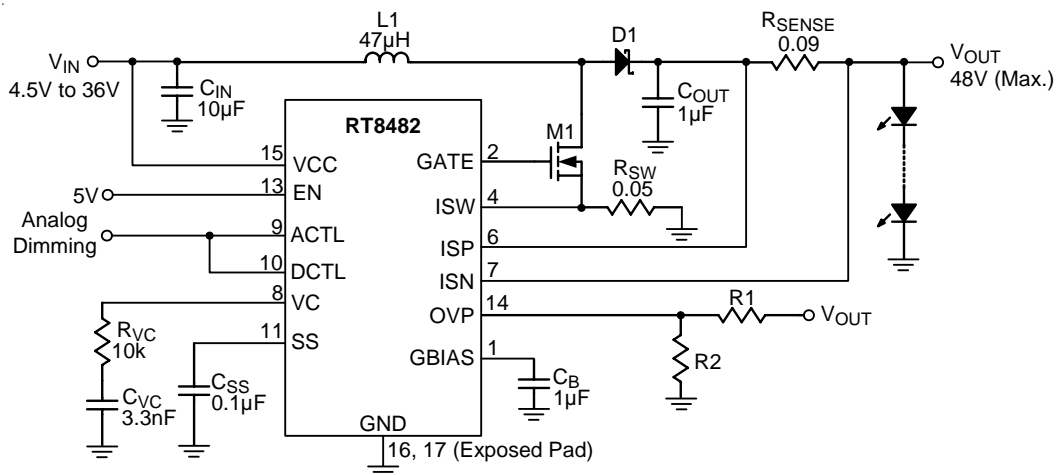 L1
47µH
D1
RSENSE
0.09
VIN
4.5V to 36V
VOUT
48V (Max.)
CIN
10µF
COUT
1µF
RT8482
M1
15
VCC
GATE
2
5V
13
EN
RSW
0.05
ISW
4
Analog
Dimming
9
ACTL
ISP
6
10
DCTL
ISN
7
8
VC
OVP
14
R1
VOUT
RVC
10k
11
SS
GBIAS
1
R2
CVC
3.3nF
CSS
0.1µF
CB
1µF
GND
16, 17 (Exposed Pad)